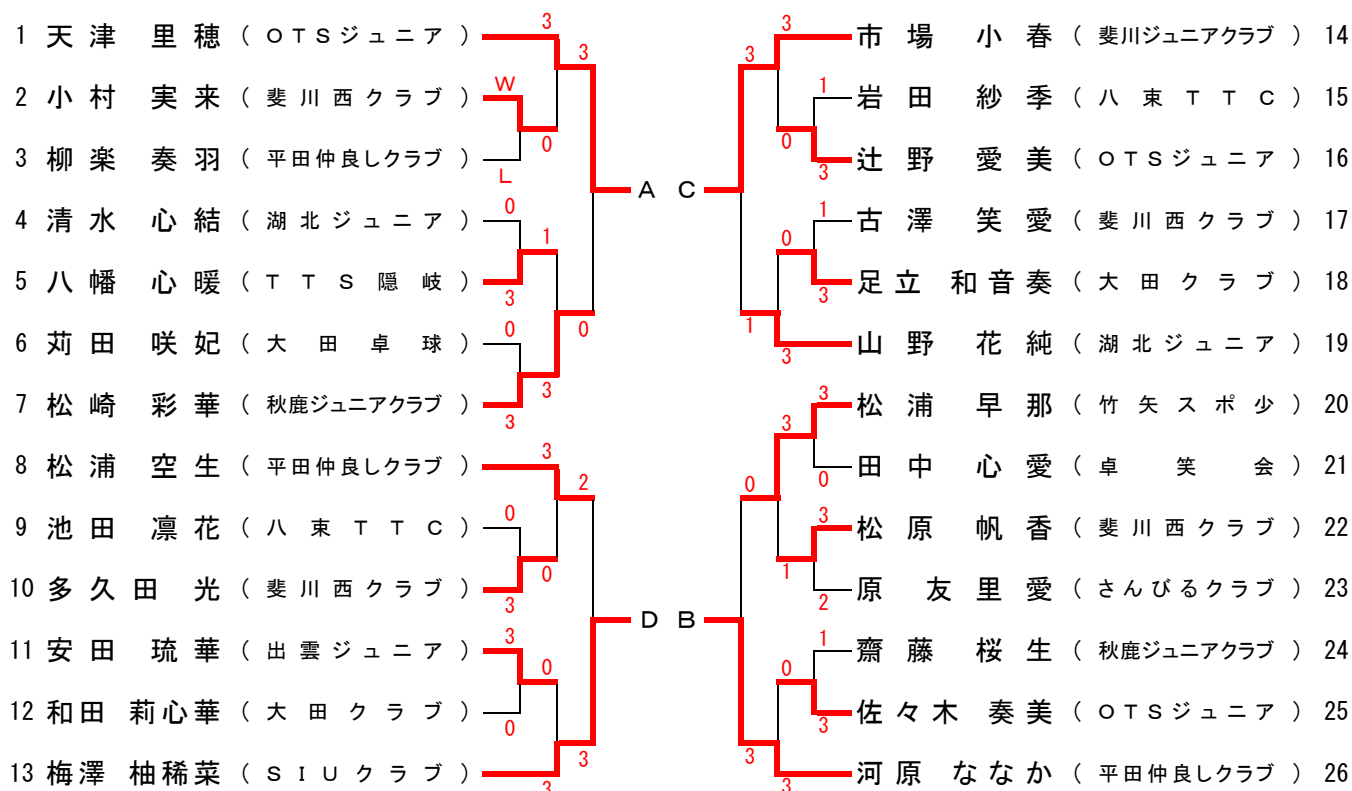 1 天津 里穂 ( OTSジュニア ) 3 3
2 小村 実来 ( 斐川西クラブ ) W 0
3 柳楽 奏羽 ( 平田仲良しクラブ ) L
A
4 清水 心結 ( 湖北ジュニア ) 0 1
5 八幡 心暖 ( TTS隠岐 ) 3
6 苅田 咲妃 ( 大田卓球 ) 0 0
7 松崎 彩華 ( 秋鹿ジュニアクラブ ) 3 3
8 松浦 空生 ( 平田仲良しクラブ ) 3 2
9 池田 凛花 ( 八東TTC ) 0
10 多久田 光 ( 斐川西クラブ ) 3 0
D
11 安田 琉華 ( 出雲ジュニア ) 3 0
12 和田 莉心華 ( 大田クラブ ) 0
13 梅澤 柚稀菜 ( SIUクラブ ) 3 3
3 3 市場 小春 ( 斐川ジュニアクラブ ) 14
1 岩田 紗季 ( 八束TTC ) 15
0 3 辻野 愛美 ( OTSジュニア ) 16
C
0 1 古澤 笑愛 ( 斐川西クラブ ) 17
3 足立 和音奏 ( 大田クラブ ) 18
1 3 山野 花純 ( 湖北ジュニア ) 19
3 3 松浦 早那 ( 竹矢スポ少 ) 20
0 田中 心愛 ( 卓笑会 ) 21
0 3 松原 帆香 ( 斐川西クラブ ) 22
1 2 原 友里愛 ( さんびるクラブ ) 23
B
0 1 齋藤 桜生 ( 秋鹿ジュニアクラブ ) 24
3 佐々木 奏美 ( OTSジュニア ) 25
3 3 河原 ななか ( 平田仲良しクラブ ) 26